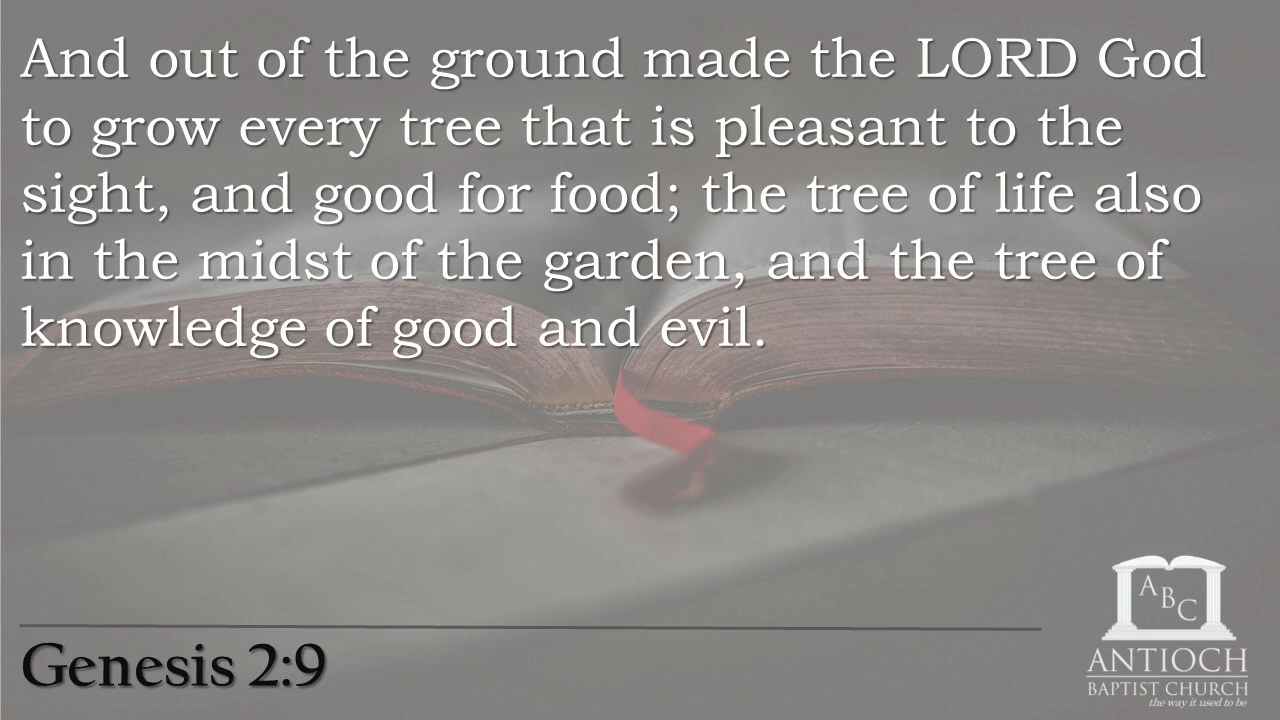 And out of the ground made the LORD God
to grow every tree that is pleasant to the
sight, and good for food; the tree of life also
in the midst of the garden, and the tree of
knowledge of good and evil.
Genesis 2:9
ABC
ANTIOCH
BAPTIST CHURCH
the way it used to be